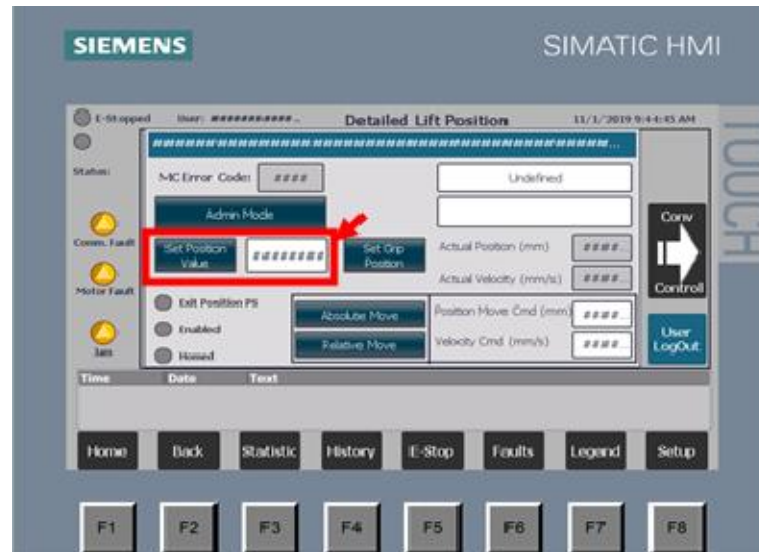 SIEMENS
SIMATIC HMI
TOUCH
E-Stopped User: ##########... Detailed Lift Position 11/1/2019 9:44:45 AM
Status:
MC Error Code: ####
Undefined
Admin Mode
Conv
Comm. Fault
Set Position
Value
########
Set Grip
Position
Actual Position (mm) ####...
Actual Velocity (mm/s) ####...
Control
Motor Fault
Exit Position PS
Enabled
Homed
Absolute Move
Relative Move
Position Move Cmd (mm) ####...
Velocity Cmd (mm/s) ####...
User
LogOut
Jam
Time Date Text
Home Back Statistic History E-Stop Faults Legend Setup
F1 F2 F3 F4 F5 F6 F7 F8